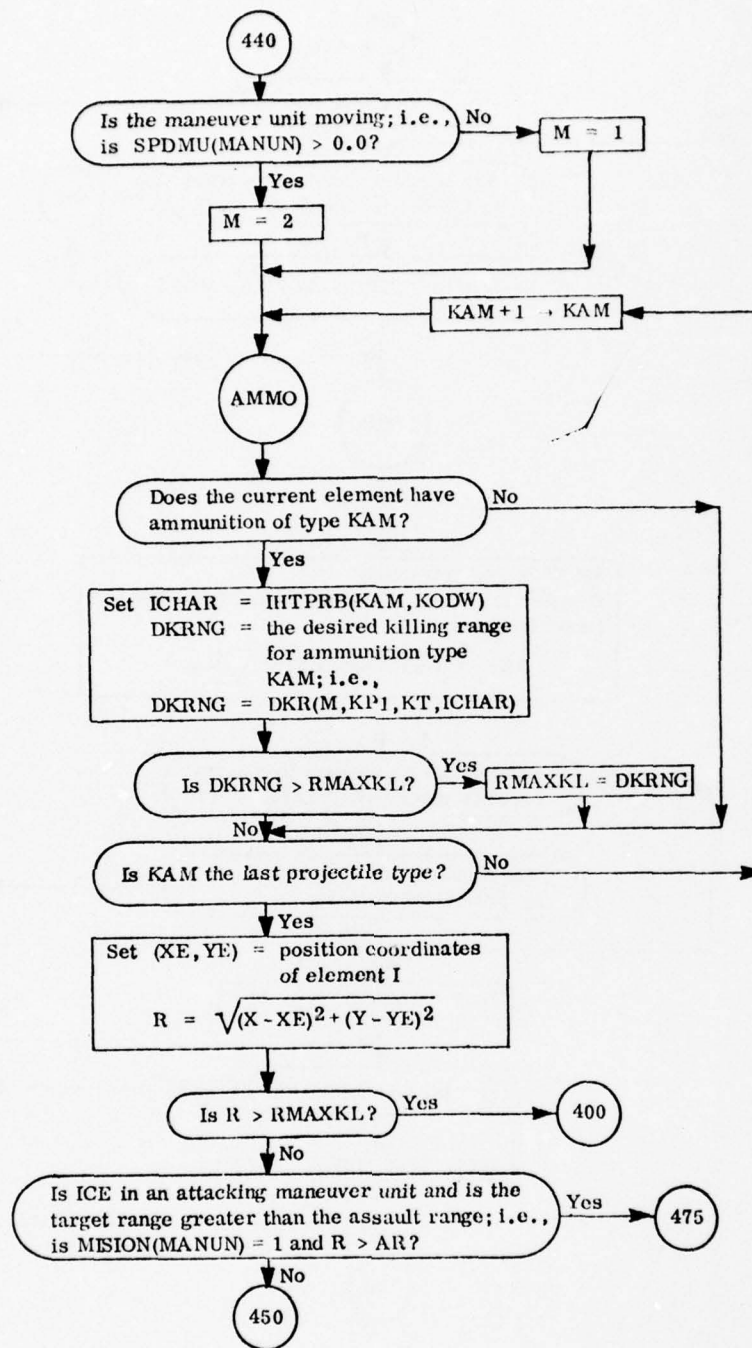 440
Is the maneuver unit moving; i.e.,
is SPDMU(MANUN) > 0.0?
No
M = 1
Yes
M = 2
KAM+1 → KAM
AMMO
Does the current element have
ammunition of type KAM?
No
Yes
Set ICHAR = IHTPRB(KAM,KODW)
DKRNG = the desired killing range
for ammunition type
KAM; i.e.,
DKRNG = DKR(M,KPI,KT,ICHAR)
Is DKRNG > RMAXKL?
Yes
RMAXKL = DKRNG
No
Is KAM the last projectile type?
No
Yes
Set (XE,YE) = position coordinates
of element I
R = √(X-XE)2+(Y-YE)2
Is R > RMAXKL?
Yes
400
No
Is ICE in an attacking maneuver unit and is the
target range greater than the assault range; i.e.,
is MISION(MANUN) = 1 and R > AR?
Yes
475
No
450